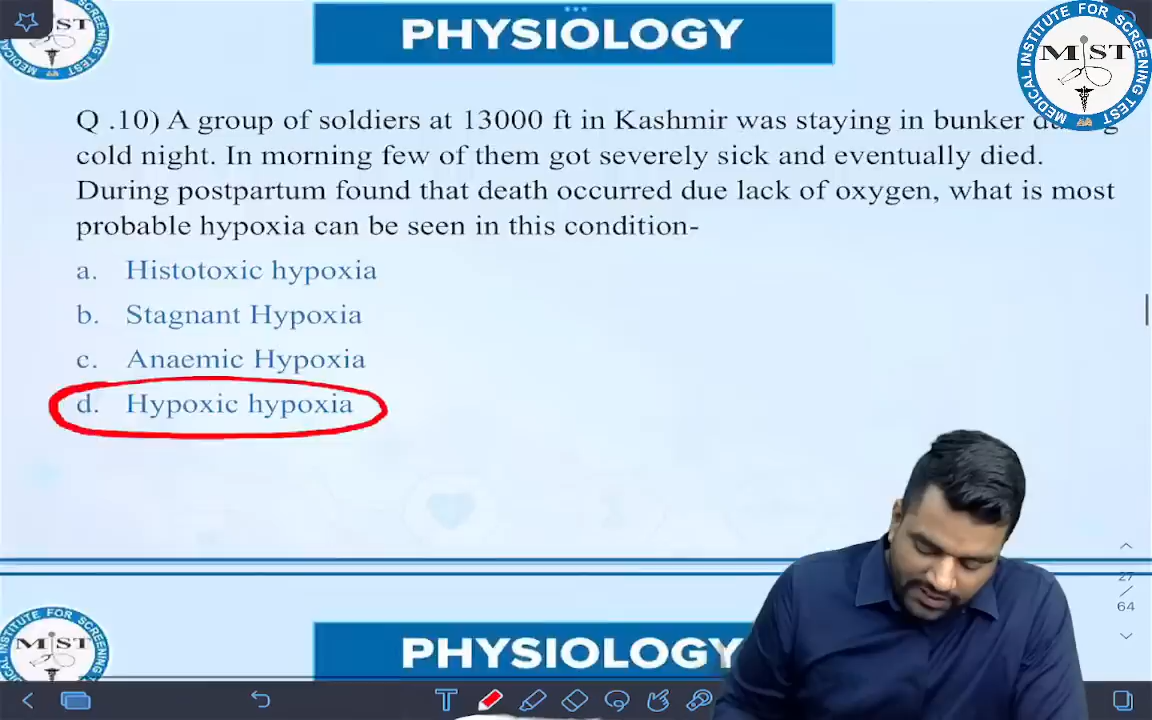 PHYSIOLOGY
MEDICAL INSTITUTE FOR SCREENING TEST
MIST
Q .10) A group of soldiers at 13000 ft in Kashmir was staying in bunker
cold night. In morning few of them got severely sick and eventually died.
During postpartum found that death occurred due lack of oxygen, what is most
probable hypoxia can be seen in this condition-
a. Histotoxic hypoxia
b. Stagnant Hypoxia
c. Anaemic Hypoxia
d. Hypoxic hypoxia
27
/
64
MIST
PHYSIOLOGY
T